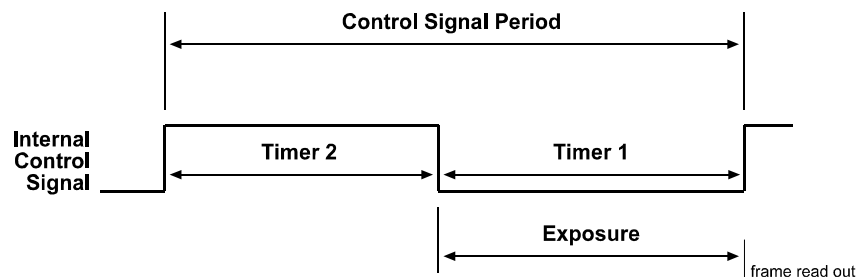 Control Signal Period
Internal
Control
Signal
Timer 2
Timer 1
Exposure
frame read out